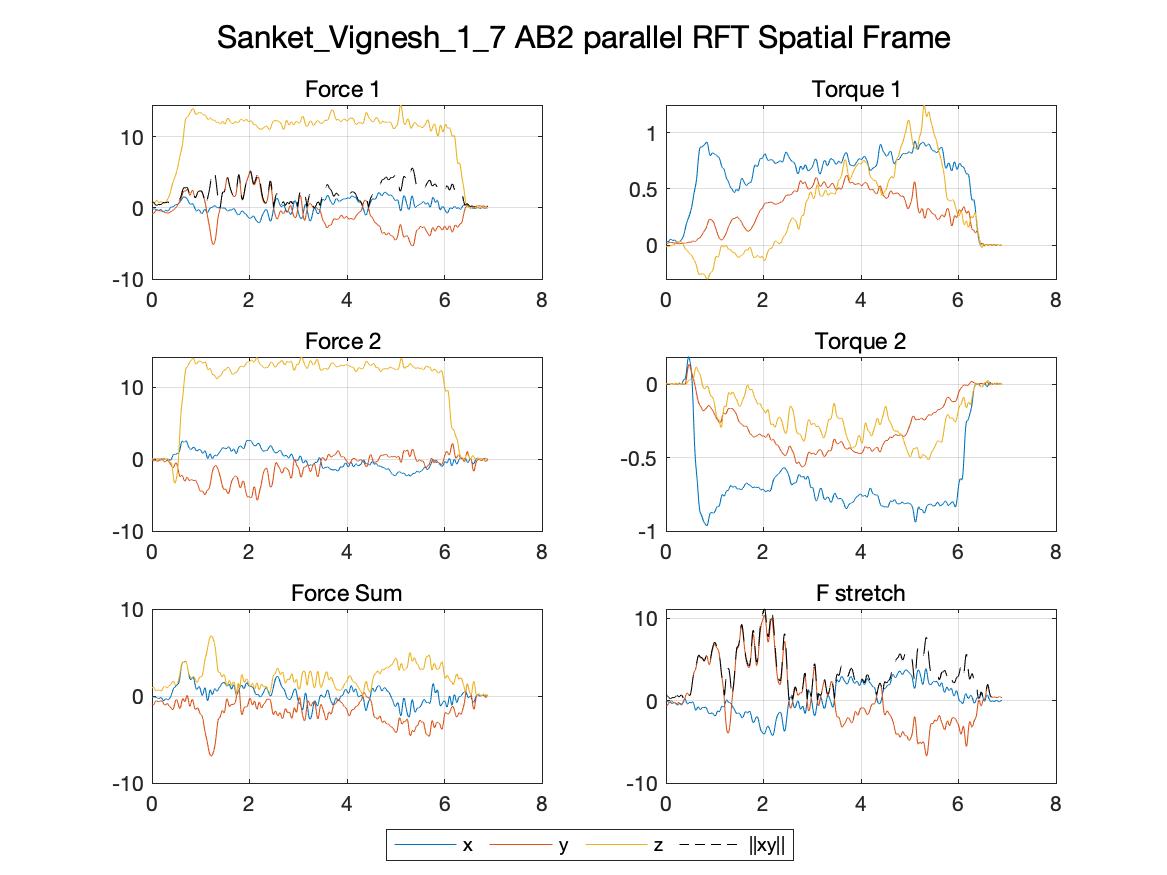 Sanket_Vignesh_1_7 AB2 parallel RFT Spatial Frame
Force 1
10
0
-10
0 2 4 6 8
Torque 1
1
0.5
0
0 2 4 6 8
Force 2
10
0
-10
0 2 4 6 8
Torque 2
0
-0.5
-1
0 2 4 6 8
Force Sum
10
5
0
-10
0 2 4 6 8
F stretch
10
0
-10
0 2 4 6 8
x y z ||xy||